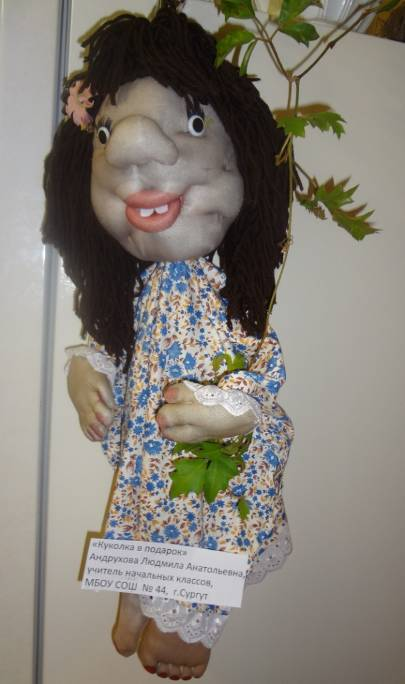 «Куколка в подарок»
Андрухова Людмила Анатольевна,
учитель начальных классов,
МБОУ СОШ № 44, г.Сургут